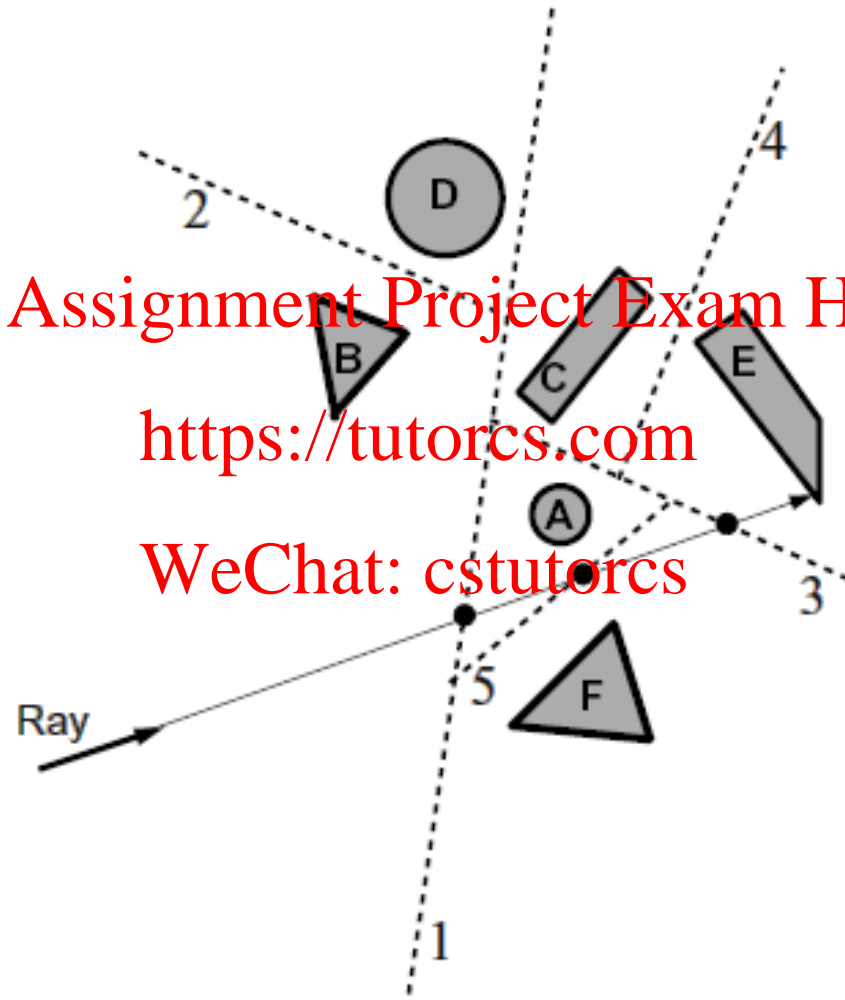 4
D
2
Assignment Project Exam H
B
E
C
https://tutorcs.com
A
WeChat: cstutorcs
3
5
F
Ray
1